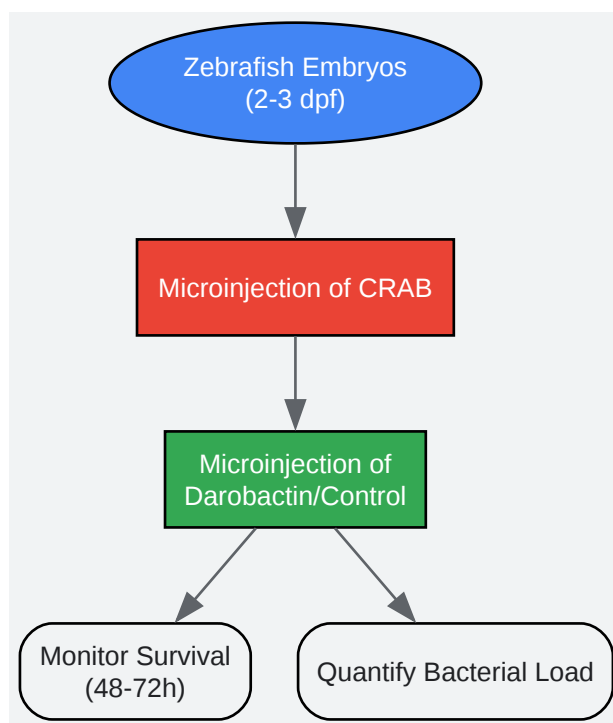 Zebrafish Embryos
(2-3 dpf)
Microinjection of CRAB
Microinjection of
Darobactin/Control
Monitor Survival
(48-72h)
Quantify Bacterial Load